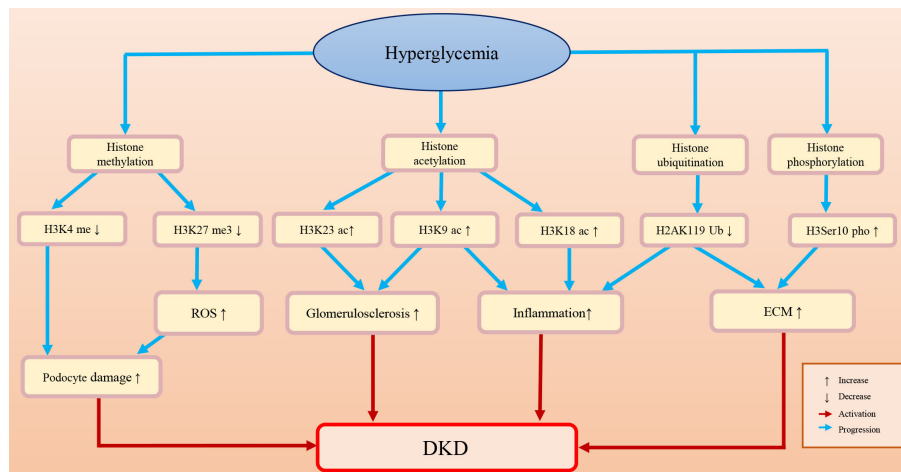 Hyperglycemia
Histone
methylation
Histone
acetylation
Histone
ubiquitination
Histone
phosphorylation
H3K4 me ↓
H3K27 me3 ↓
H3K23 ac↑
H3K9 ac ↑
H3K18 ac ↑
H2AK119 Ub ↓
H3Ser10 pho ↑
ROS ↑
Glomerulosclerosis ↑
Inflammation↑
ECM ↑
Podocyte damage ↑
DKD
↑ Increase
↓ Decrease
Activation
Progression